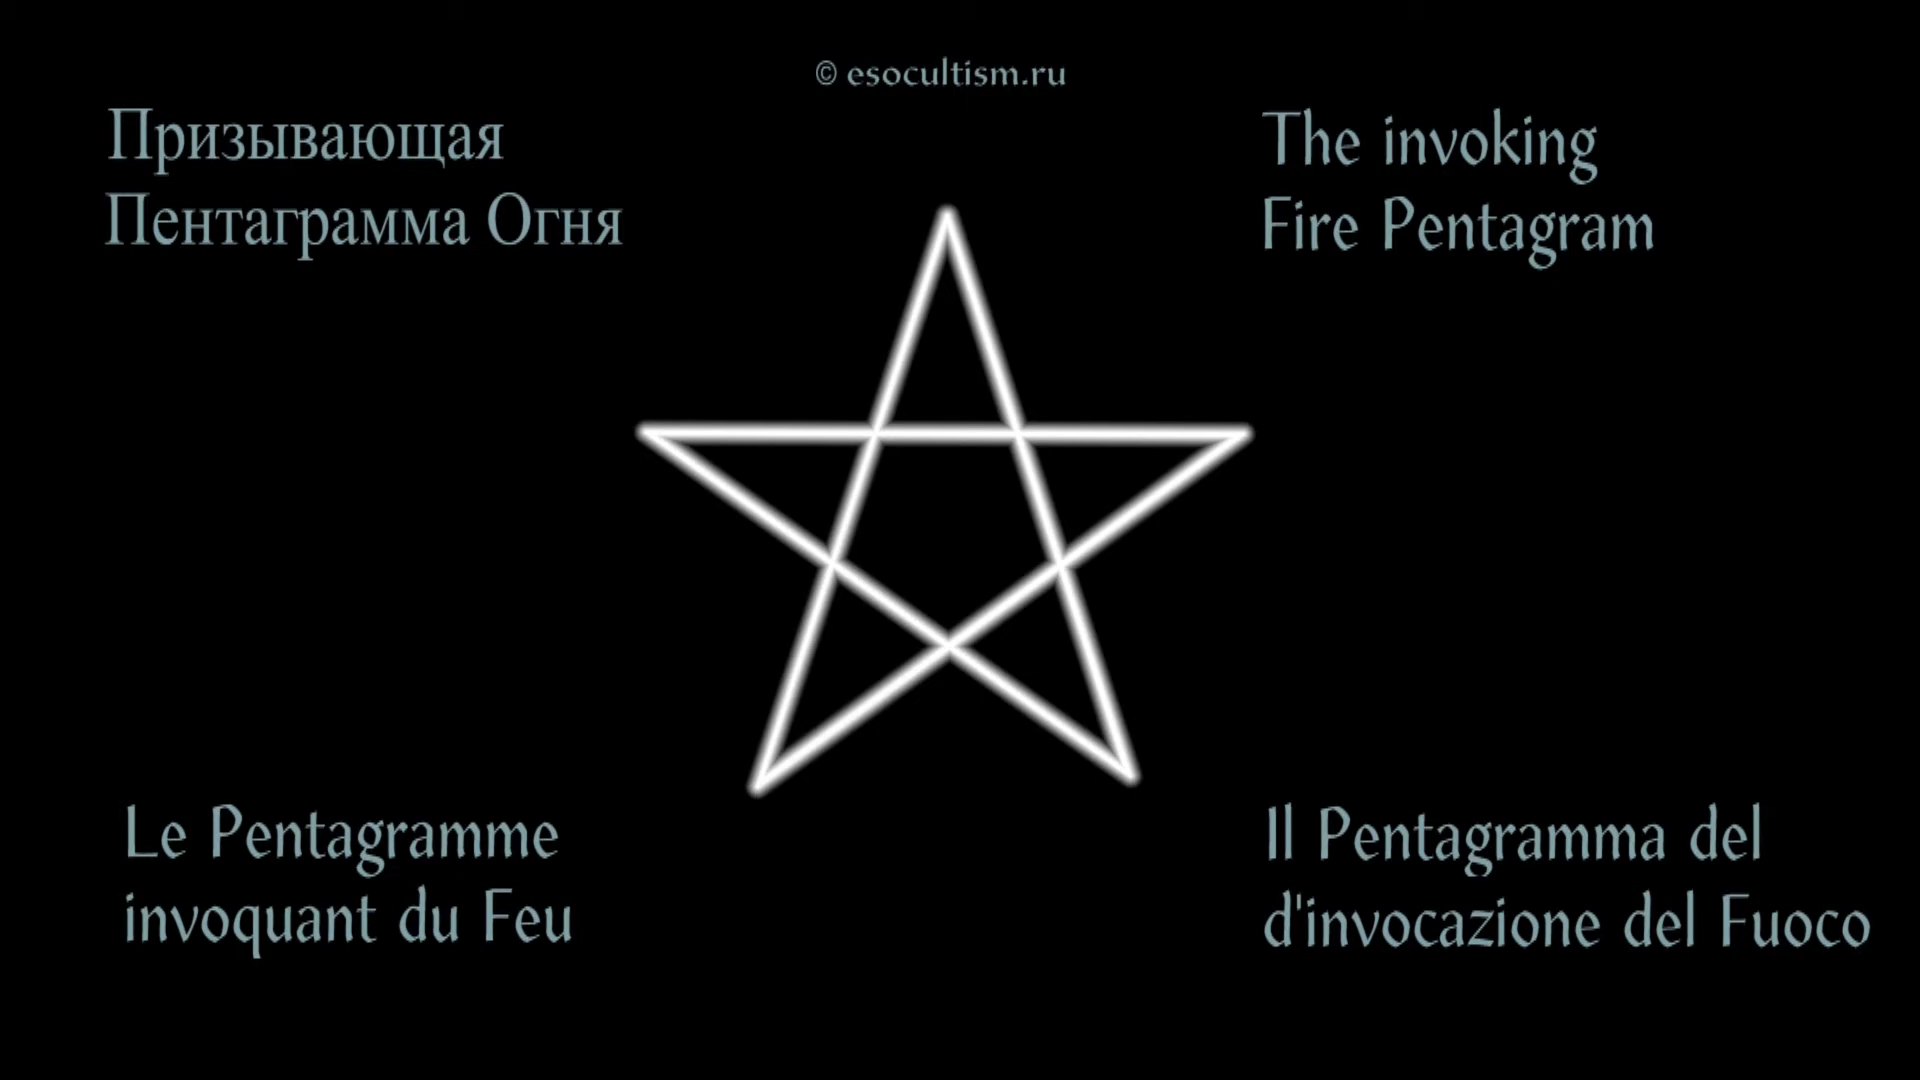 © esocultism.ru
Призывающая
Пентаграмма Огня
The invoking
Fire Pentagram
Le Pentagramme
invoquant du Feu
Il Pentagramma del
d'invocazione del Fuoco